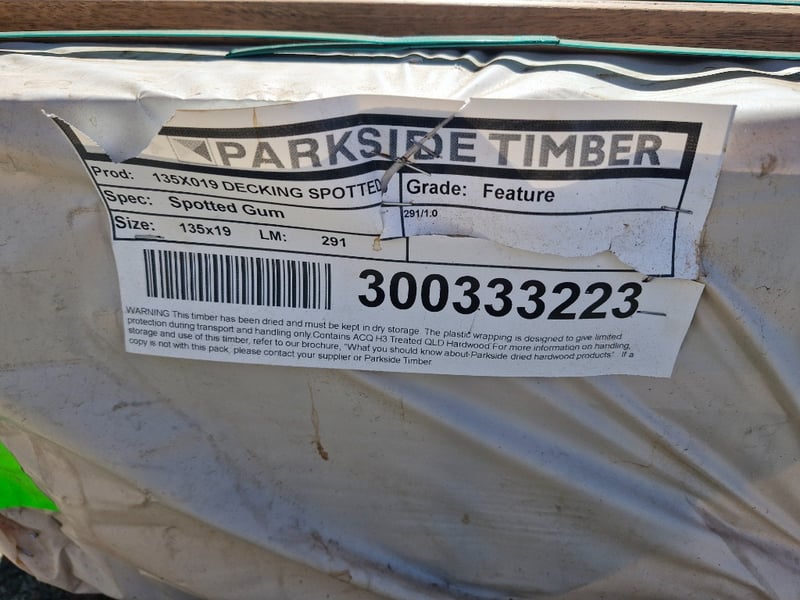 PARKSIDE TIMBER
Prod: 135X019 DECKING SPOTTED
Grade: Feature
Spec: Spotted Gum
291/1.0
Size: 135x19 LM: 291
300333223
WARNING This timber has been dried and must be kept in dry storage. The plastic wrapping is designed to give limited
protection during transport and handling only.Contains ACQ H3 Treated QLD Hardwood.For more information on handling,
storage and use of this timber, refer to our brochure, "What you should know about Parkside dried hardwood products". If a
copy is not with this pack, please contact your supplier or Parkside Timber